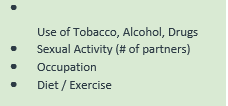 •
Use of Tobacco, Alcohol, Drugs
• Sexual Activity (# of partners)
• Occupation
• Diet / Exercise